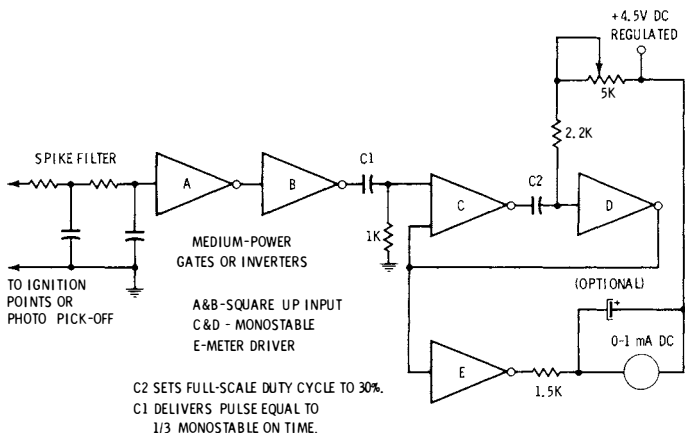 +4.5V DC
REGULATED
5K
2.2K
SPIKE FILTER
A
B
C1
C
C2
D
1K
MEDIUM-POWER
GATES OR INVERTERS
TO IGNITION
POINTS OR
PHOTO PICK-OFF
A&B-SQUARE UP INPUT
C&D - MONOSTABLE
E-METER DRIVER
(OPTIONAL)
+
0-1 mA DC
E
1.5K
C2 SETS FULL-SCALE DUTY CYCLE TO 30%.
C1 DELIVERS PULSE EQUAL TO
1/3 MONOSTABLE ON TIME.